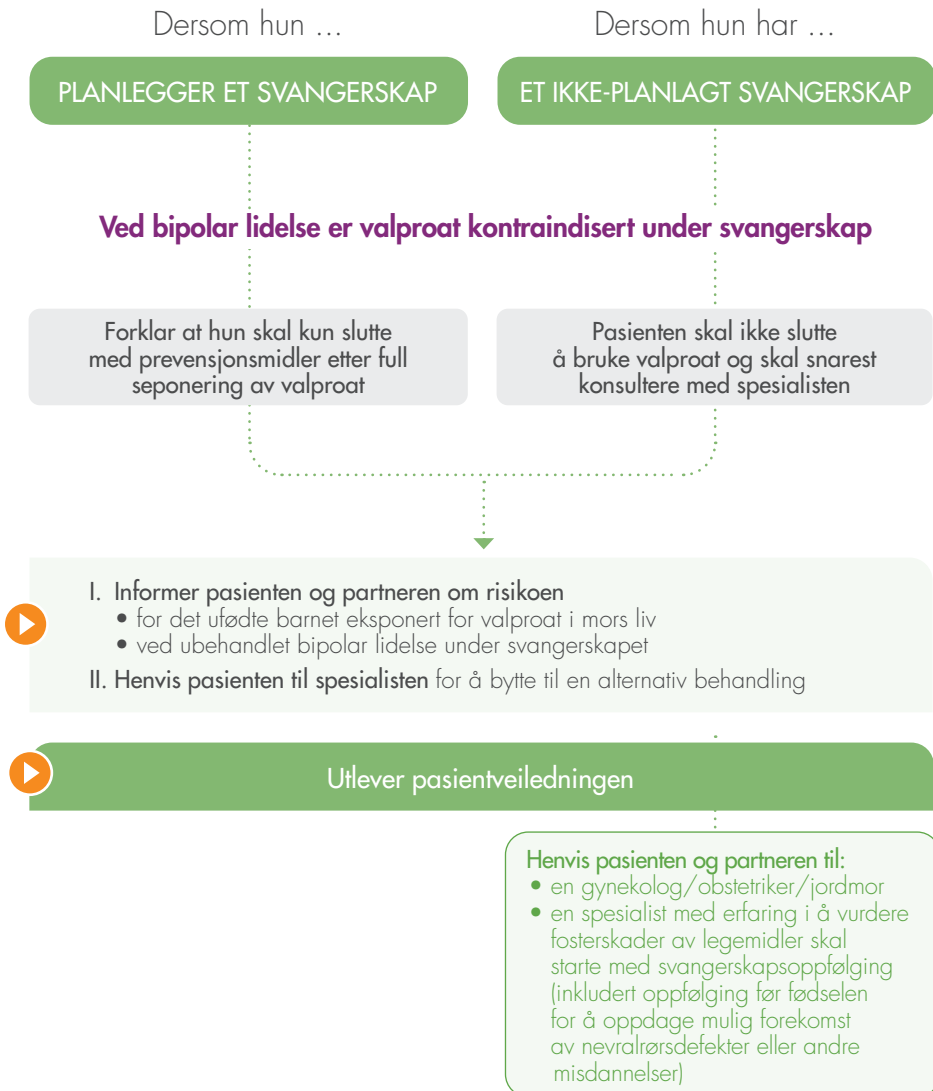 Dersom hun ...
PLANLEGGER ET SVANGERSKAP
Dersom hun har ...
ET IKKE-PLANLAGT SVANGERSKAP
Ved bipolar lidelse er valproat kontraindisert under svangerskap
Forklar at hun skal kun slutte
med prevensjonsmidler etter full
seponering av valproat
Pasienten skal ikke slutte
å bruke valproat og skal snarest
konsultere med spesialisten
I. Informer pasienten og partneren om risikoen
• for det ufødte barnet eksponert for valproat i mors liv
• ved ubehandlet bipolar lidelse under svangerskapet
II. Henvis pasienten til spesialisten for å bytte til en alternativ behandling
Utlever pasientveiledningen
Henvis pasienten og partneren til:
• en gynekolog/obstetriker/jordmor
• en spesialist med erfaring i å vurdere
fosterskader av legemidler skal
starte med svangerskapsoppfølging
(inkludert oppfølging før fødselen
for å oppdage mulig forekomst
av nevralrørsdefekter eller andre
misdannelser)